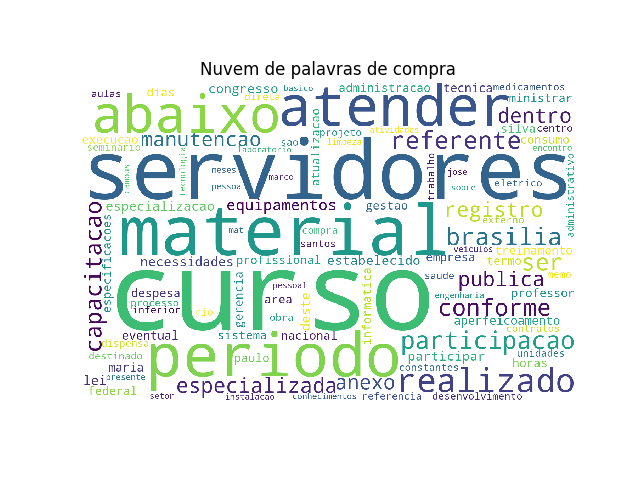 Nuvem de palavras de compra
aulas dias congresso direta basico administracao tecnica medicamentos ministrar
abaixo atender dentro
execucao manutencao sao projeto atividades limpeza referente silva centro consumo
seminario tecnologia laboratorio atualizacao encontro
servidores
meses pessoa marco jose sobre trabalho eletrico administrativo
especializacao equipamentos gestao registro externo
capacitacao especificacoes material mat compra santos brasilia
necessidades profissional estabelecido empresa veiculos treinamento termo ser memo
curso
despesa processo inferior rio gerencia area pessoal obra deste informatica saude engenharia publica professor
conforme contratos aperfeicoamento
eventual sistema nacional participacao
dispensa periodo paulo participar unidades horas
destinado maria constantes
lei presente especializada anexo realizado
federal setor instalacao conhecimentos referencia desenvolvimento